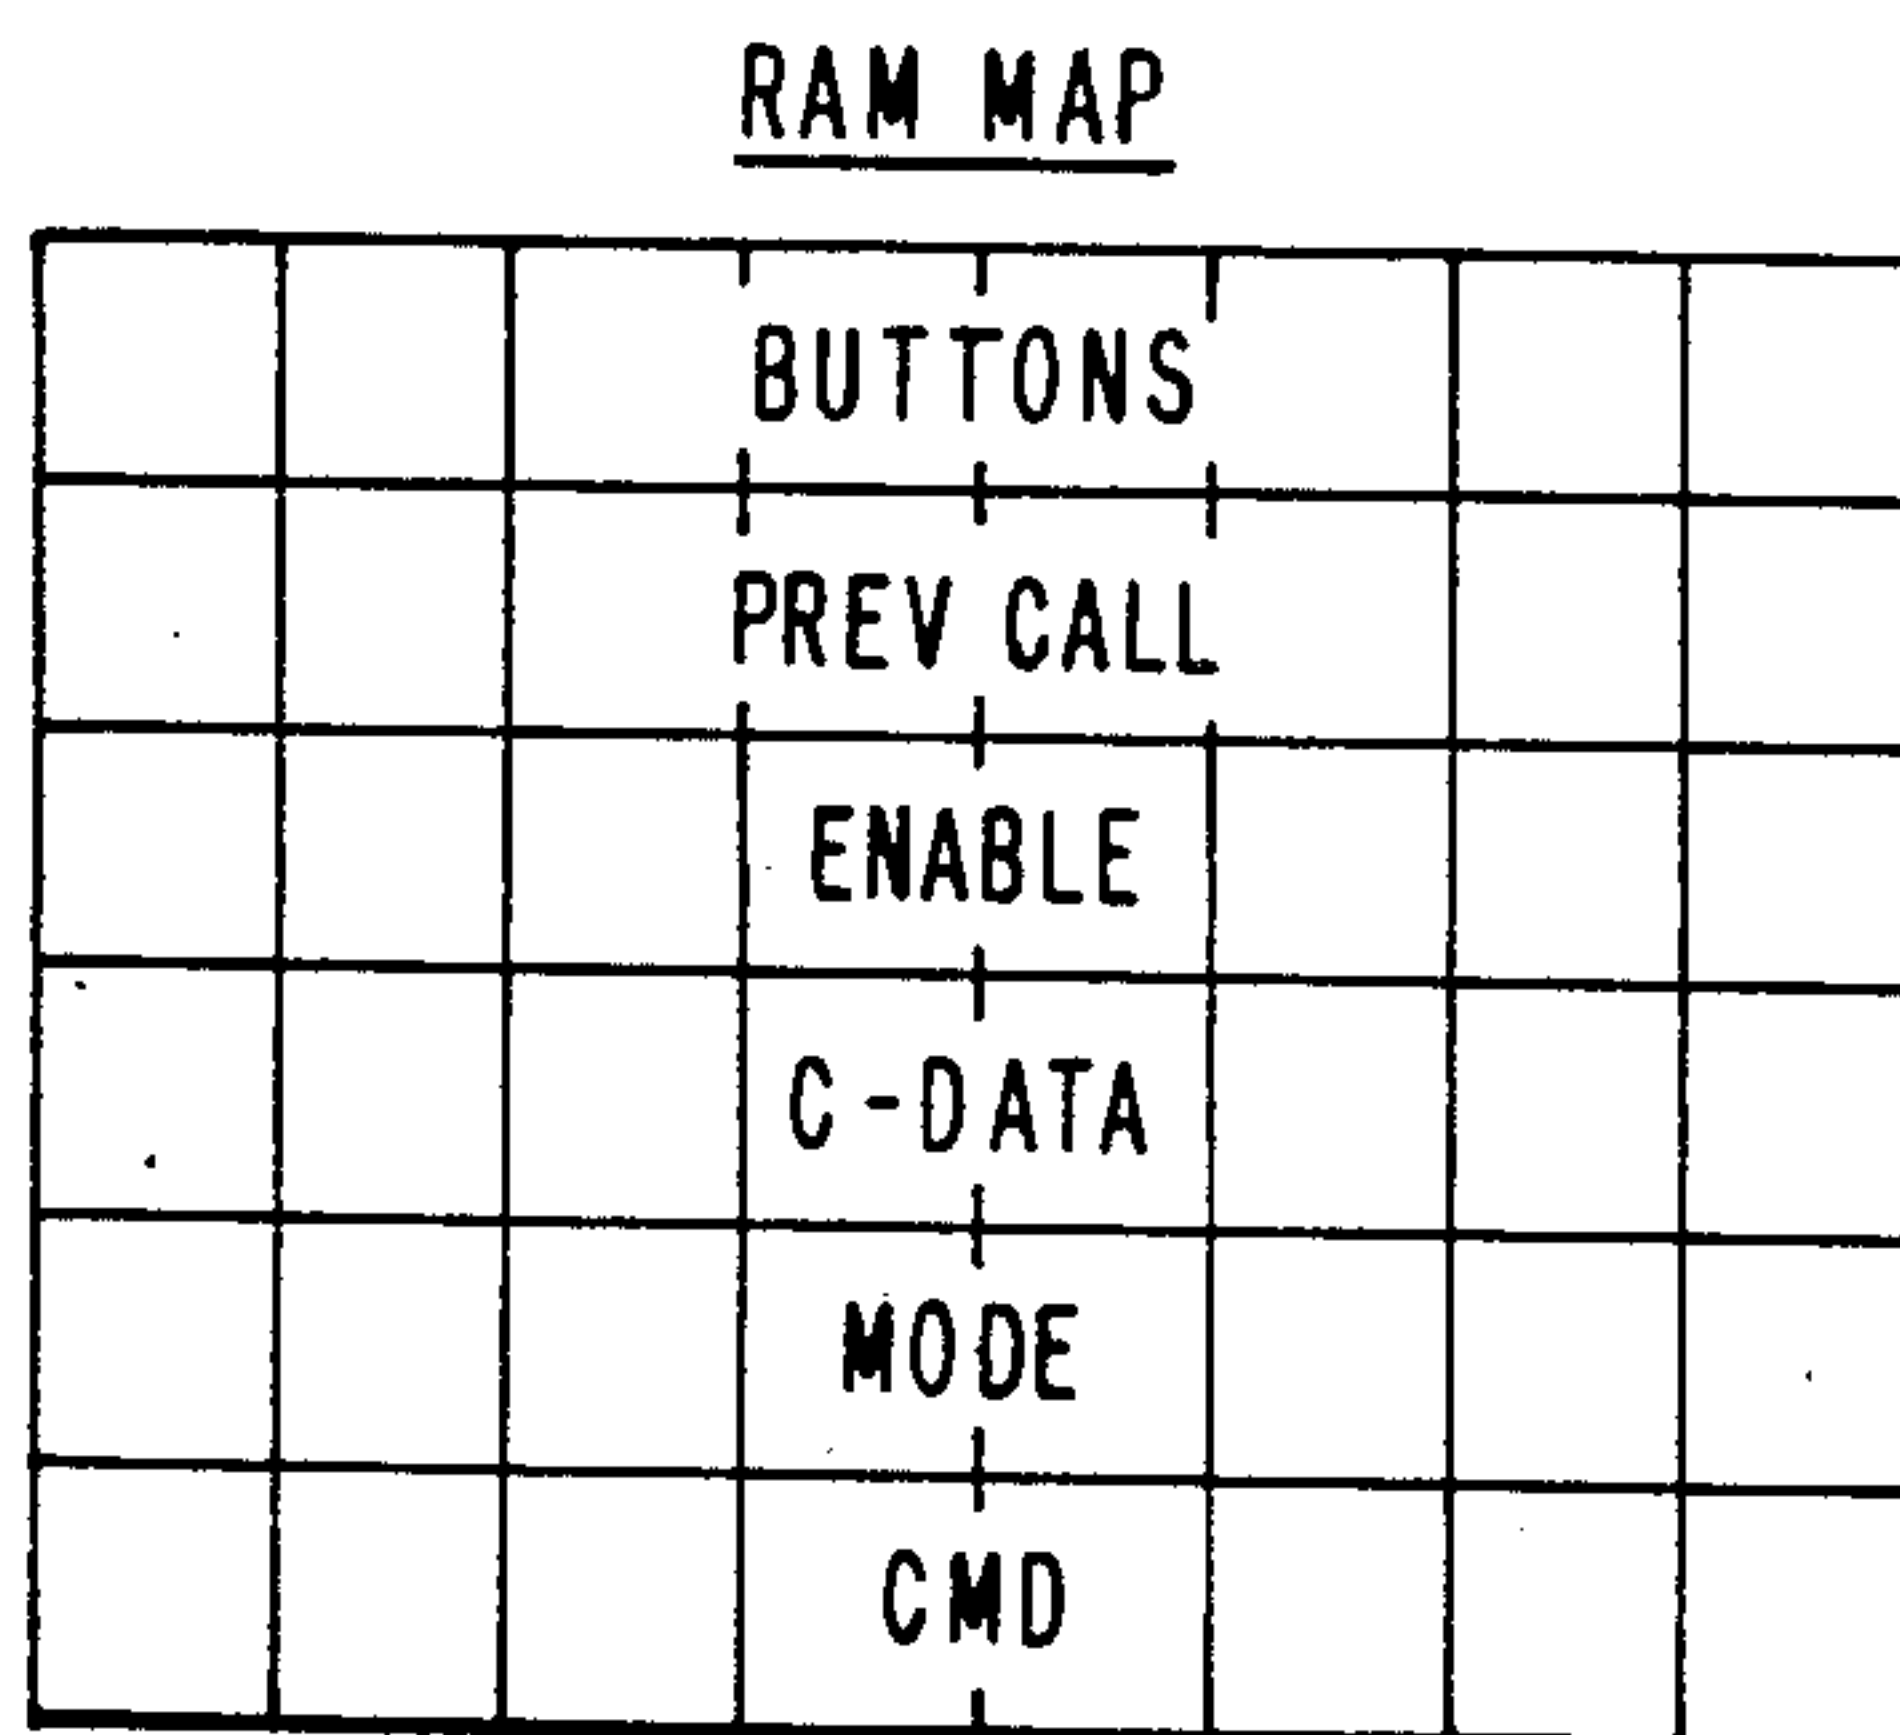 RAM MAP
BUTTONS
PREV CALL
ENABLE
C-DATA
MODE
CMD